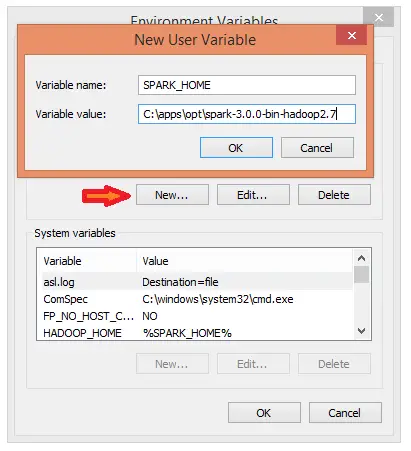 Environment Variables
New User Variable
Variable name: SPARK_HOME
Variable value: C:\apps\opt\spark-3.0.0-bin-hadoop2.7
OK Cancel
New... Edit... Delete
System variables
Variable Value
asl.log Destination=file
ComSpec C:\windows\system32\cmd.exe
FP_NO_HOST_C... NO
HADOOP_HOME %SPARK_HOME%
New... Edit... Delete
OK Cancel